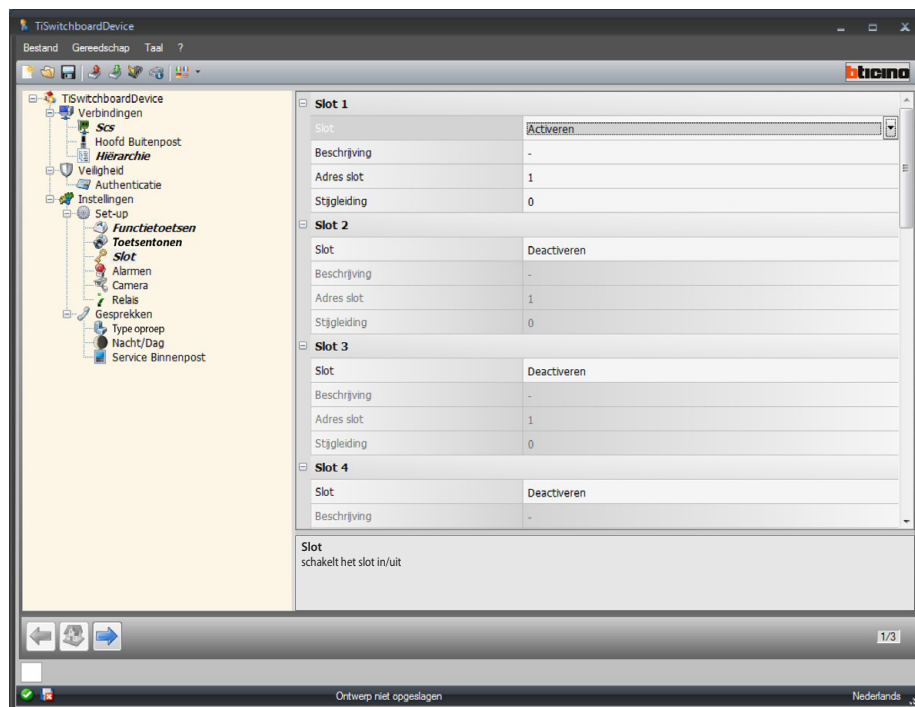 TiSwitchboardDevice
Bestand Gereedschap Taal ?
bticino
TiSwitchboardDevice
Verbindingen
Scs
Hoofd Buitenpost
Hiërarchie
Veiligheid
Authenticatie
Instellingen
Set-up
Functietoetsen
Toetsentonen
Slot
Alarmen
Camera
Relais
Gesprekken
Type oproep
Nacht/Dag
Service Binnenpost
Slot 1
Slot Activeren
Beschrijving -
Adres slot 1
Stijgleiding 0
Slot 2
Slot Deactiveren
Beschrijving -
Adres slot 1
Stijgleiding 0
Slot 3
Slot Deactiveren
Beschrijving -
Adres slot 1
Stijgleiding 0
Slot 4
Slot Deactiveren
Beschrijving -
Slot
schakelt het slot in/uit
1/3
Ontwerp niet opgeslagen
Nederlands